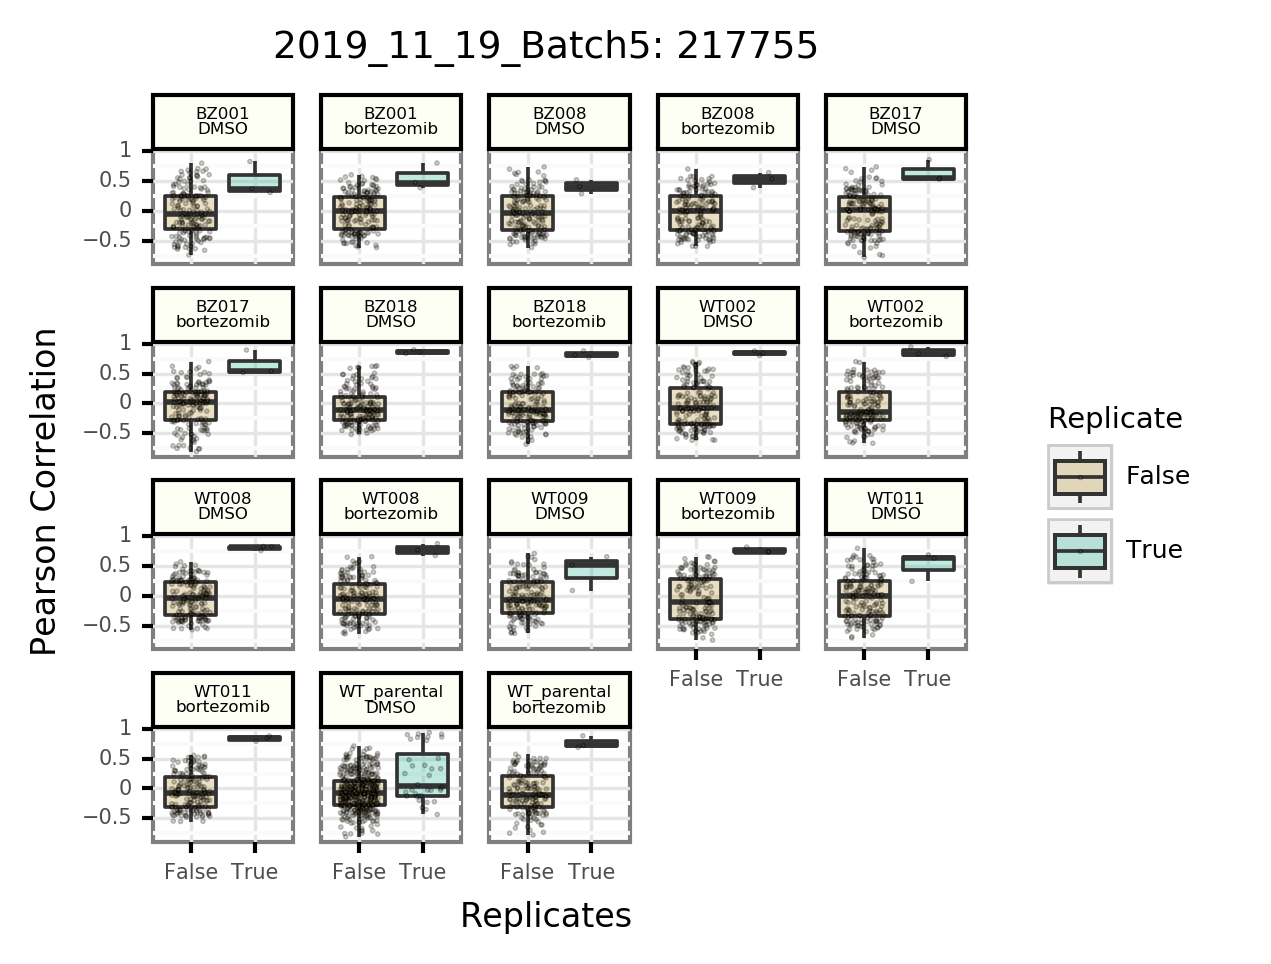 2019_11_19_Batch5: 217755
BZ001
DMSO
BZ001
bortezomib
BZ008
DMSO
BZ008
bortezomib
BZ017
DMSO
1
0.5
0
−0.5
BZ017
bortezomib
BZ018
DMSO
BZ018
bortezomib
WT002
DMSO
WT002
bortezomib
1
0.5
0
−0.5
WT008
DMSO
WT008
bortezomib
WT009
DMSO
WT009
bortezomib
WT011
DMSO
1
0.5
0
−0.5
False True
False True
WT011
bortezomib
WT_parental
DMSO
WT_parental
bortezomib
1
0.5
0
−0.5
False True
False True
False True
Replicates
Pearson Correlation
Replicate
False
True